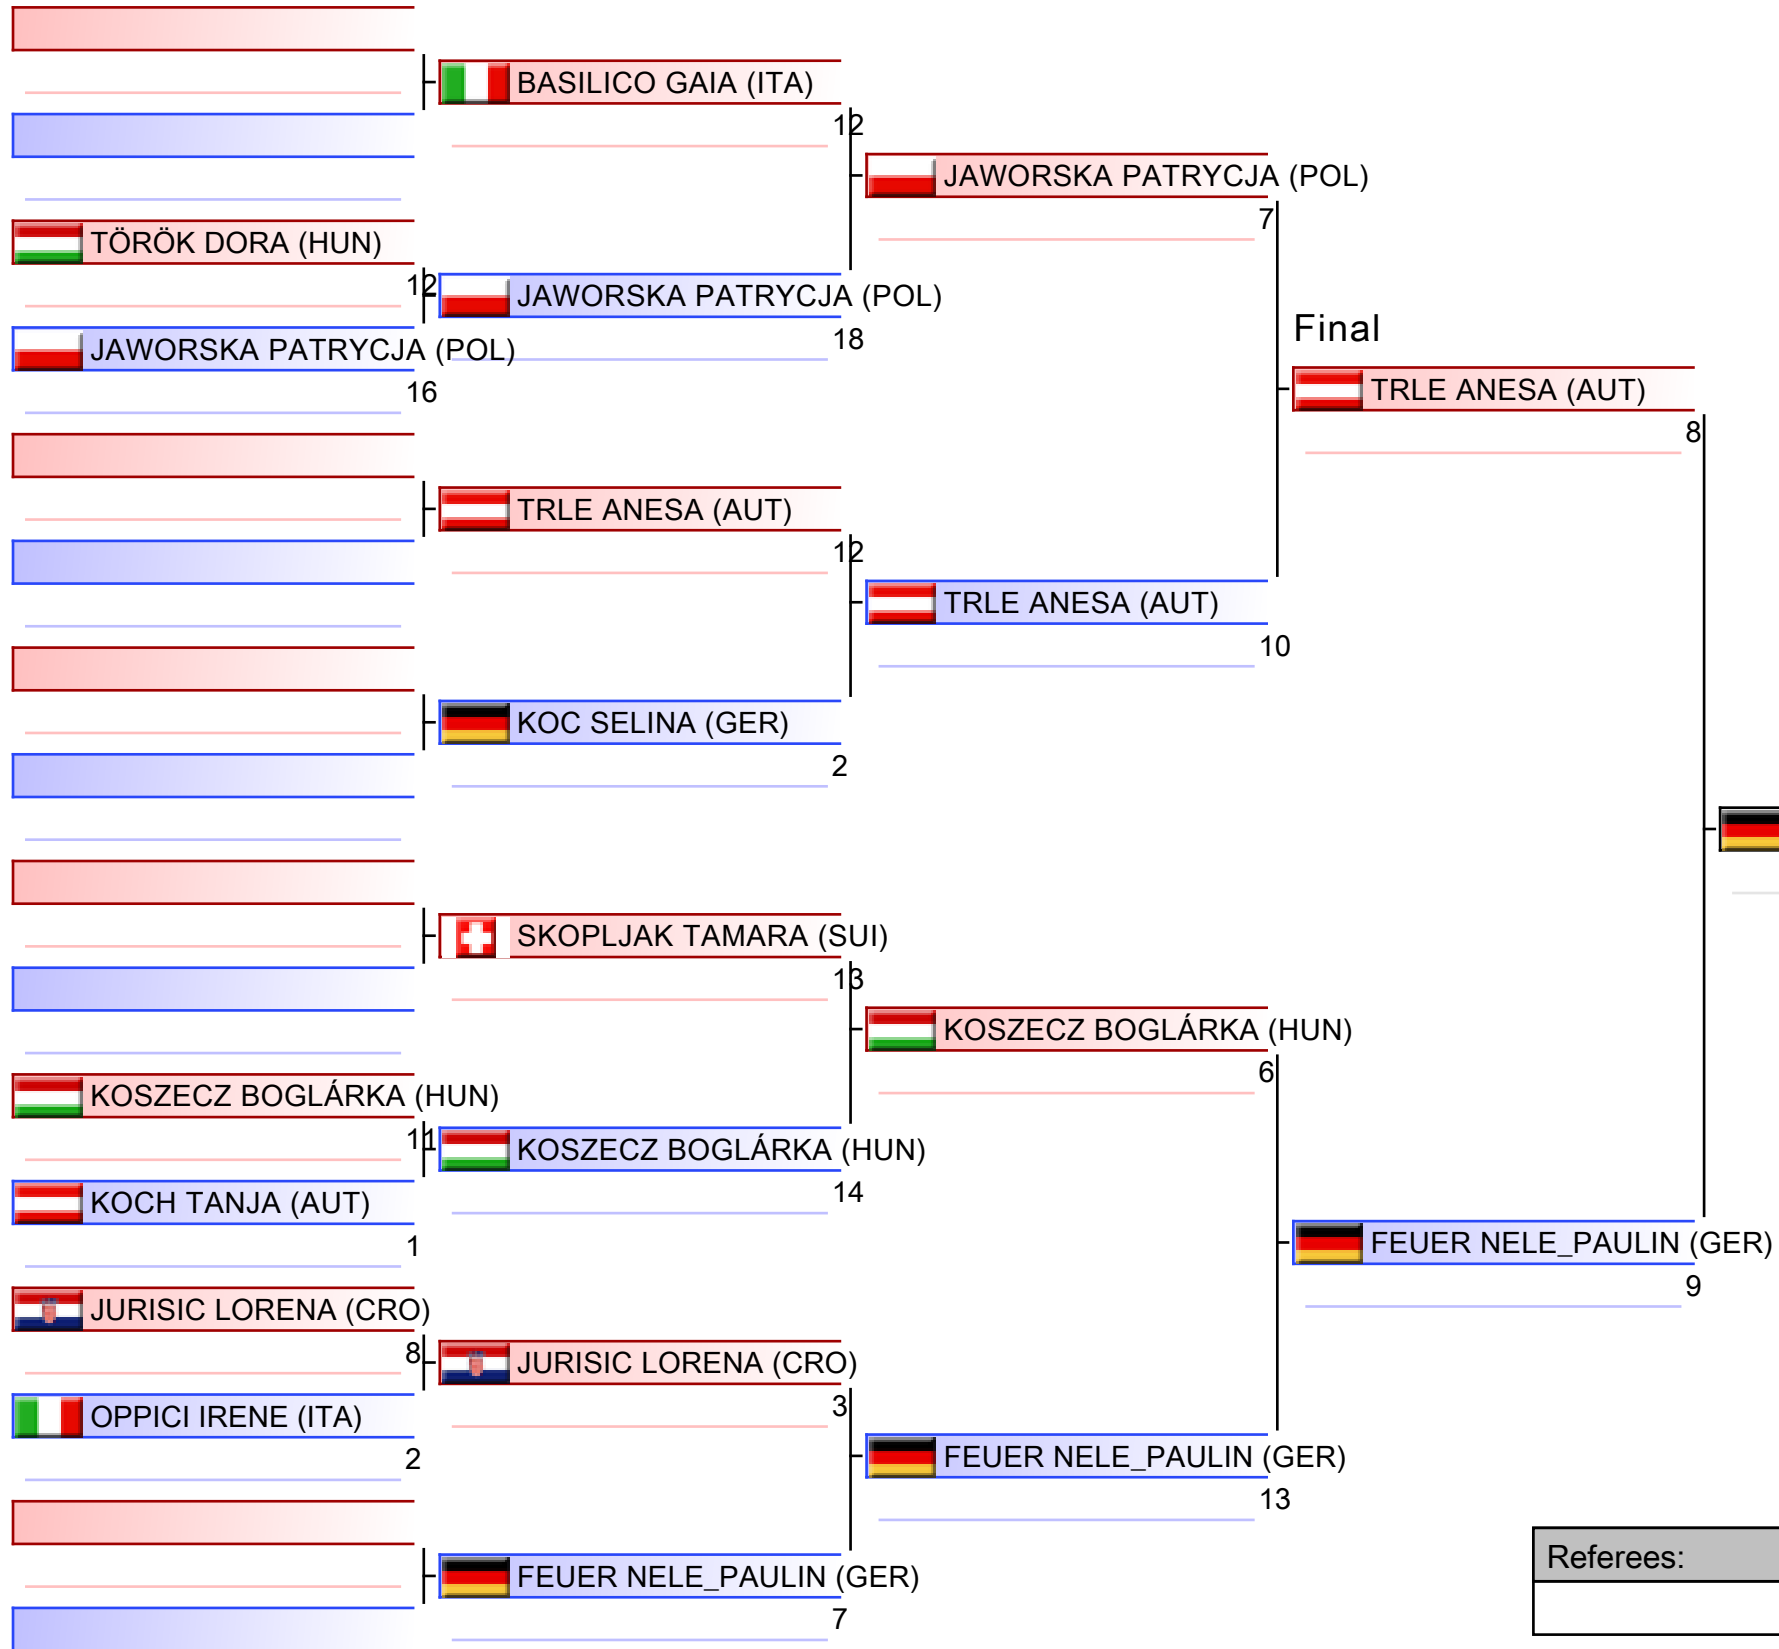 BASILICO GAIA (ITA)
12
JAWORSKA PATRYCJA (POL)
7
TÖRÖK DORA (HUN)
12
JAWORSKA PATRYCJA (POL)
18
JAWORSKA PATRYCJA (POL)
16
Final
TRLE ANESA (AUT)
8
TRLE ANESA (AUT)
12
TRLE ANESA (AUT)
10
KOC SELINA (GER)
2
SKOPLJAK TAMARA (SUI)
13
KOSZECZ BOGLÁRKA (HUN)
6
KOSZECZ BOGLÁRKA (HUN)
11
KOSZECZ BOGLÁRKA (HUN)
14
KOCH TANJA (AUT)
1
FEUER NELE_PAULIN (GER)
9
JURISIC LORENA (CRO)
8
JURISIC LORENA (CRO)
3
OPPICI IRENE (ITA)
2
FEUER NELE_PAULIN (GER)
13
FEUER NELE_PAULIN (GER)
7
Referees: